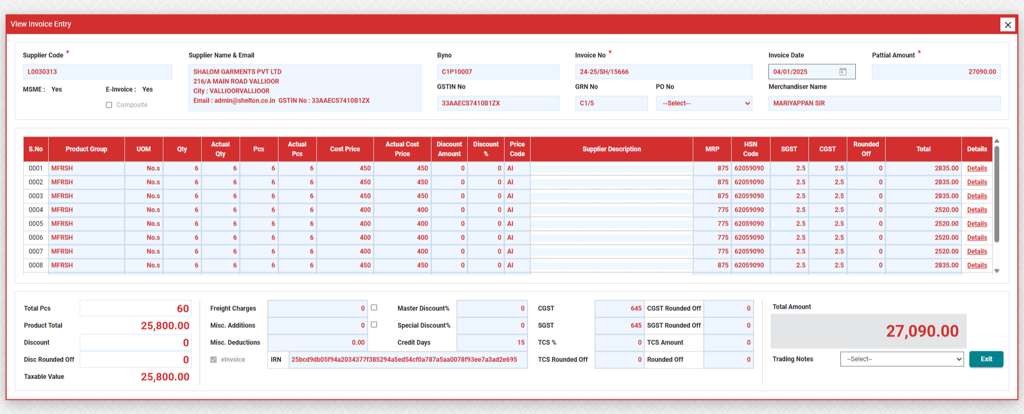 View Invoice Entry
Supplier Code *
L0030313
MSME : Yes
E-Invoice : Yes
Composite
Supplier Name & Email
SHALOM GARMENTS PVT LTD
216/A MAIN ROAD VALLIOOR
City : VALLIOORVALLIOOR
Email : admin@shelton.co.in GSTIN No : 33AAECS7410B1ZX
Byno
C1P10007
GSTIN No
33AAECS7410B1ZX
Invoice No *
24-25/SH/15666
GRN No
C1/5
PO No
--Select--
Invoice Date
04/01/2025
Merchandiser Name
MARIYAPPAN SIR
Pattial Amount *
27090.00
S.No Product Group UOM Qty Actual Qty Pcs Actual Pcs Cost Price Actual Cost Price Discount Amount Discount % Price Code Supplier Description MRP HSN Code SGST CGST Rounded Off Total Details
0001 MFRSH No.s 6 6 6 6 450 450 0 0 AI 875 62059090 2.5 2.5 0 2835.00 Details
0002 MFRSH No.s 6 6 6 6 450 450 0 0 AI 875 62059090 2.5 2.5 0 2835.00 Details
0003 MFRSH No.s 6 6 6 6 450 450 0 0 AI 875 62059090 2.5 2.5 0 2835.00 Details
0004 MFRSH No.s 6 6 6 6 400 400 0 0 AI 775 62059090 2.5 2.5 0 2520.00 Details
0005 MFRSH No.s 6 6 6 6 400 400 0 0 AI 775 62059090 2.5 2.5 0 2520.00 Details
0006 MFRSH No.s 6 6 6 6 400 400 0 0 AI 775 62059090 2.5 2.5 0 2520.00 Details
0007 MFRSH No.s 6 6 6 6 400 400 0 0 AI 775 62059090 2.5 2.5 0 2520.00 Details
0008 MFRSH No.s 6 6 6 6 450 450 0 0 AI 875 62059090 2.5 2.5 0 2835.00 Details
Total Pcs 60
Product Total 25,800.00
Discount 0
Disc Rounded Off 0
Taxable Value 25,800.00
Freight Charges 0
Misc. Additions 0
Misc. Deductions 0.00
eInvoice IRN 25bcd9db05f94a2034377f385294a5ed54cf0a787a5aa0078f93ee7a3ad2e695
Master Discount% 0
Special Discount% 0
Credit Days 15
CGST 645 CGST Rounded Off 0
SGST 645 SGST Rounded Off 0
TCS % 0 TCS Amount 0
TCS Rounded Off 0 Rounded Off 0
Total Amount
27,090.00
Trading Notes --Select-- Exit